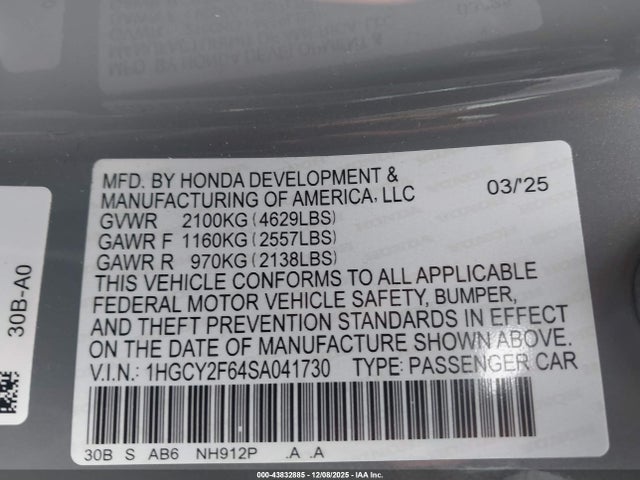 MFD. BY HONDA DEVELOPMENT &
MANUFACTURING OF AMERICA, LLC 03/'25
GVWR 2100KG (4629LBS)
GAWR F 1160KG (2557LBS)
GAWR R 970KG (2138LBS)
THIS VEHICLE CONFORMS TO ALL APPLICABLE
FEDERAL MOTOR VEHICLE SAFETY, BUMPER,
AND THEFT PREVENTION STANDARDS IN EFFECT
ON THE DATE OF MANUFACTURE SHOWN ABOVE.
V.I.N.: 1HGCY2F64SA041730 TYPE: PASSENGER CAR
30B S AB6 NH912P .A .A
30B-A0
000-43832885 | 12/08/2025 - IAA Inc.